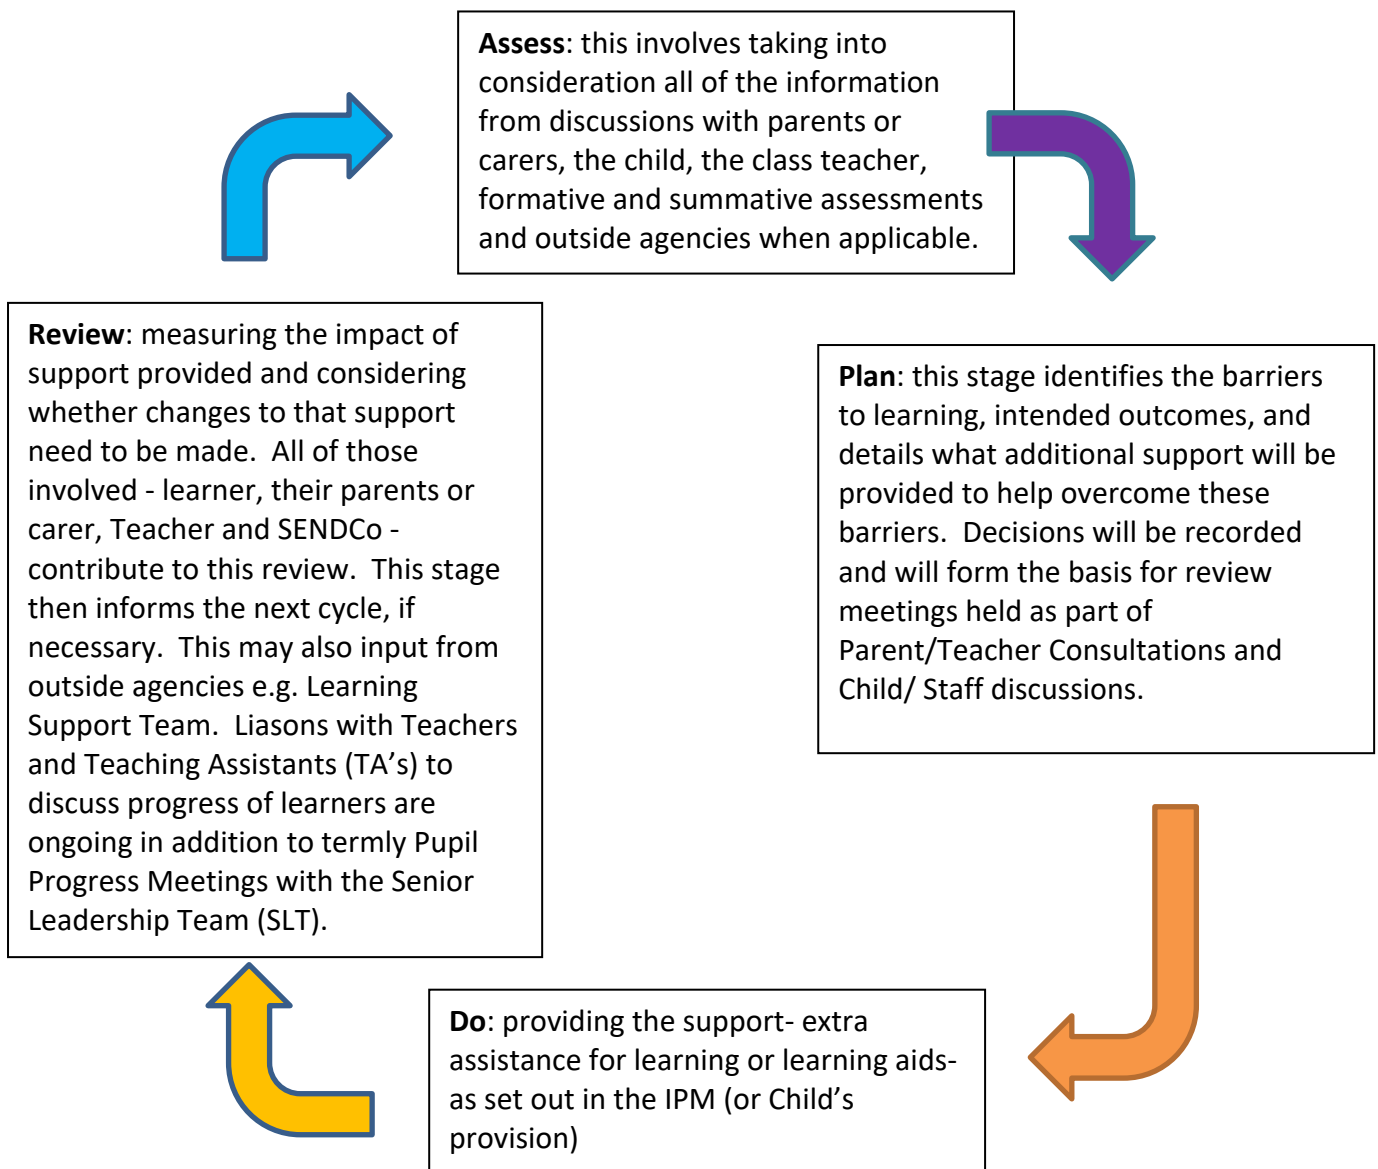 Assess: this involves taking into
consideration all of the information
from discussions with parents or
carers, the child, the class teacher,
formative and summative assessments
and outside agencies when applicable.
Plan: this stage identifies the barriers
to learning, intended outcomes, and
details what additional support will be
provided to help overcome these
barriers.  Decisions will be recorded
and will form the basis for review
meetings held as part of
Parent/Teacher Consultations and
Child/ Staff discussions.
Do: providing the support- extra
assistance for learning or learning aids-
as set out in the IPM (or Child’s
provision)
Review: measuring the impact of
support provided and considering
whether changes to that support
need to be made.  All of those
involved - learner, their parents or
carer, Teacher and SENDCo -
contribute to this review.  This stage
then informs the next cycle, if
necessary.  This may also input from
outside agencies e.g. Learning
Support Team.  Liasons with Teachers
and Teaching Assistants (TA’s) to
discuss progress of learners are
ongoing in addition to termly Pupil
Progress Meetings with the Senior
Leadership Team (SLT).